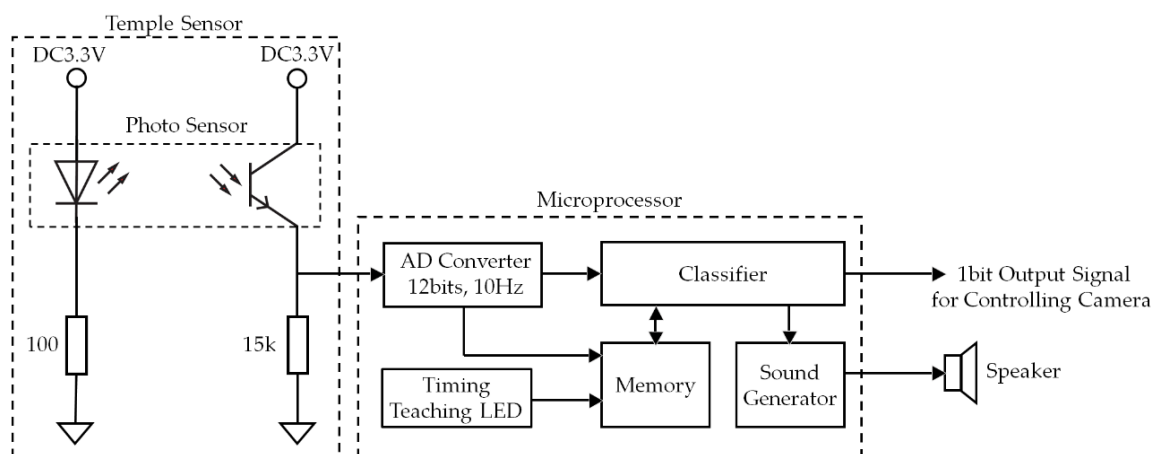 Temple Sensor
DC3.3V
DC3.3V
Photo Sensor
100
15k
Microprocessor
AD Converter
12bits, 10Hz
Classifier
1bit Output Signal
for Controlling Camera
Timing
Teaching LED
Memory
Sound
Generator
Speaker